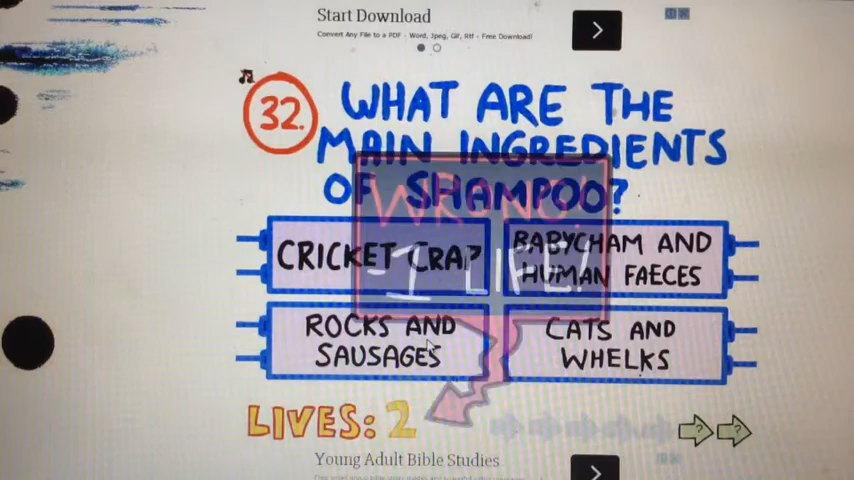 Start Download
Convert Any File to a PDF - Word, Jpeg, Gif, Rtf - Free Download!
32.
WHAT ARE THE
MAIN INGREDIENTS
OF SHAMPOO?
WRONG!
-1 LIFE!
CRICKET CRAP
BABYCHAM AND
HUMAN FAECES
ROCKS AND
SAUSAGES
CATS AND
WHELKS
LIVES: 2
? ?
Young Adult Bible Studies